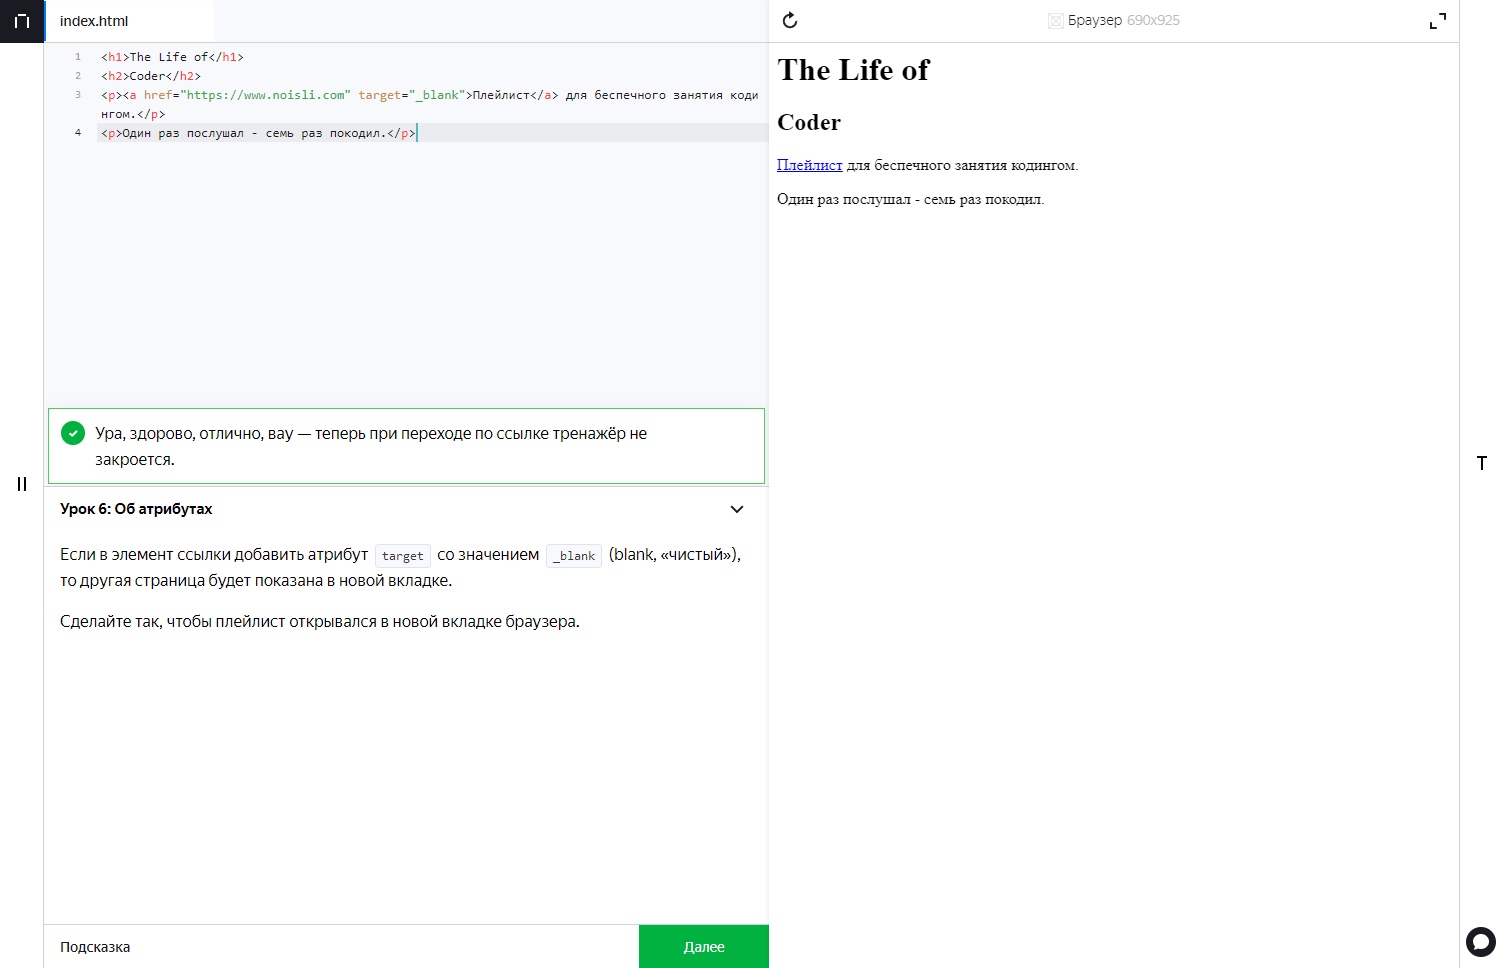 index.html
1 <h1>The Life of</h1>
2 <h2>Coder</h2>
3 <p><a href="https://www.noisli.com" target="_blank">Плейлист</a> для беспечного занятия коди
нгом.</p>
4 <p>Один раз послушал - семь раз покодил.</p>
Ура, здорово, отлично, вау — теперь при переходе по ссылке тренажёр не
закроется.
Урок 6: Об атрибутах
Если в элемент ссылки добавить атрибут target со значением _blank (blank, «чистый»),
то другая страница будет показана в новой вкладке.
Сделайте так, чтобы плейлист открывался в новой вкладке браузера.
Подсказка
Далее
Браузер 690x925
The Life of
Coder
Плейлист для беспечного занятия кодингом.
Один раз послушал - семь раз покодил.
T